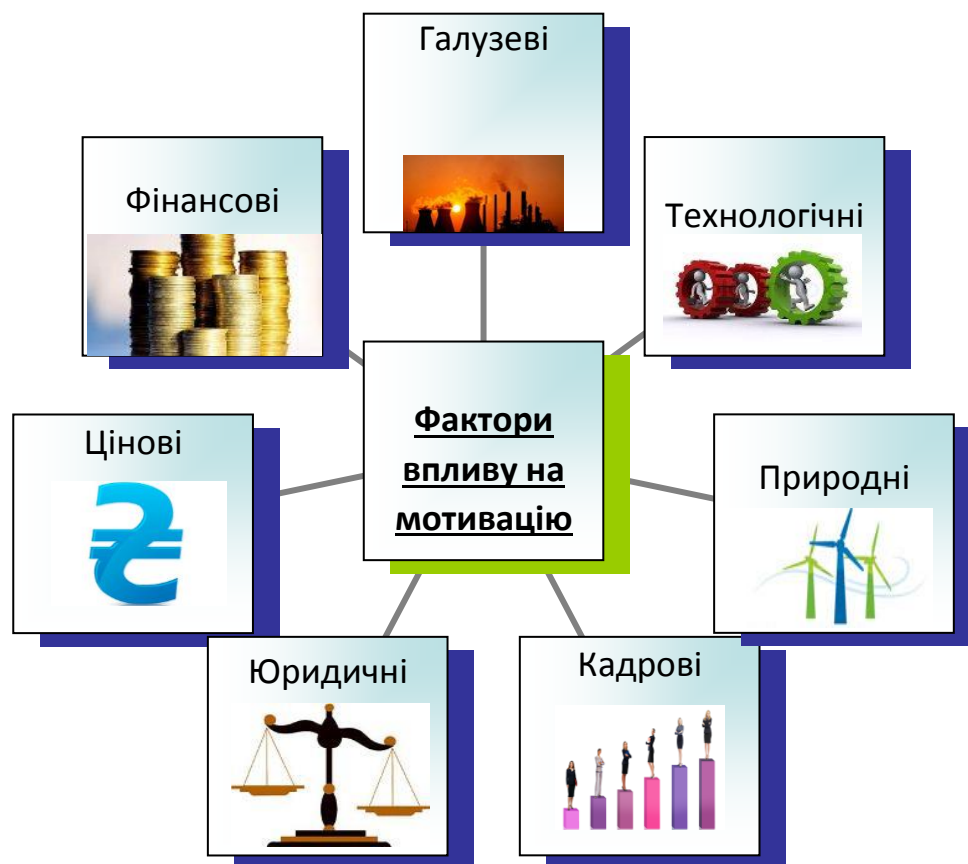 Галузеві
Фінансові
Технологічні
Фактори
впливу на
мотивацію
Цінові
Природні
Юридичні
Кадрові